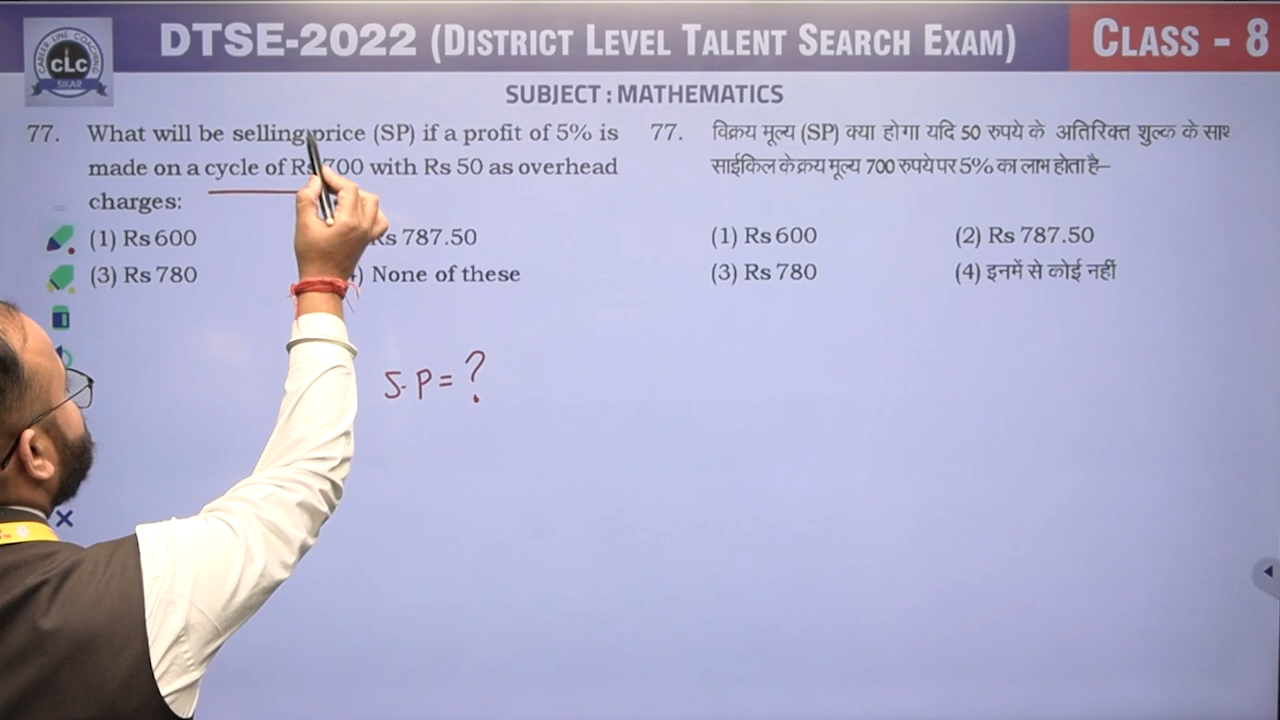 CAREER LINE COACHING
CLC
SIKAR
DTSE-2022 (DISTRICT LEVEL TALENT SEARCH EXAM)
CLASS - 8
SUBJECT : MATHEMATICS
77. What will be selling price (SP) if a profit of 5% is
made on a cycle of Rs 700 with Rs 50 as overhead
charges:
(1) Rs 600 Rs 787.50
(3) Rs 780 ) None of these
77. विक्रय मूल्य (SP) क्या होगा यदि 50 रुपये के अतिरिक्त शुल्क के साथ
साईकिल के क्रय मूल्य 700 रुपये पर 5% का लाभ होता है–
(1) Rs 600 (2) Rs 787.50
(3) Rs 780 (4) इनमें से कोई नहीं
S.P = ?